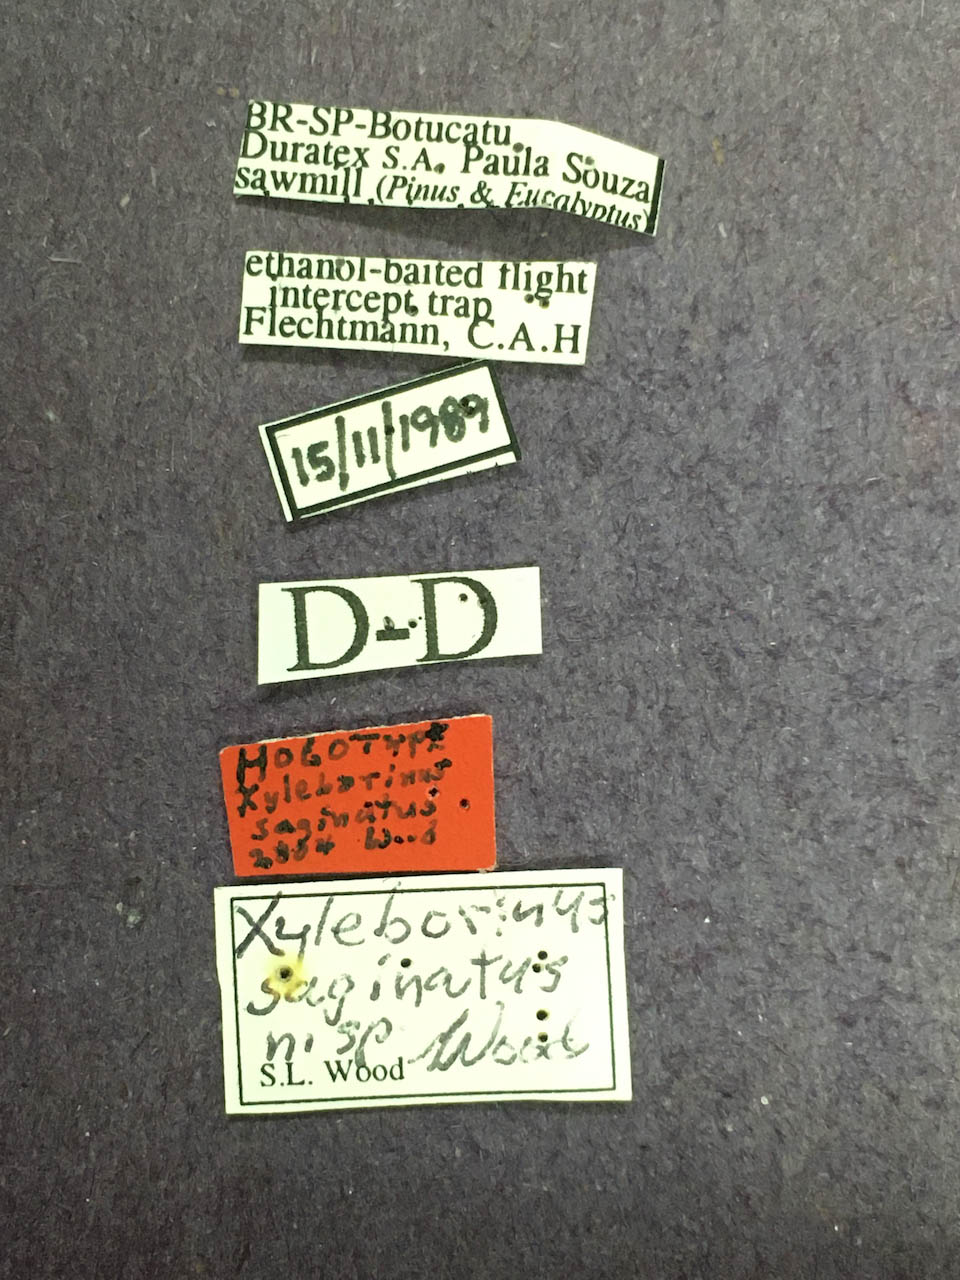 BR-SP-Botucatu.
Duratex S.A. Paula Souza
sawmill (Pinus & Eucalyptus)
ethanol-baited flight
intercept trap
Flechtmann, C.A.H
15/11/1989
D-D
HOLOTYPE
Xyleborinus
saginatus
Wood
Xyleborinus
saginatus
n. sp. Wood
S.L. Wood